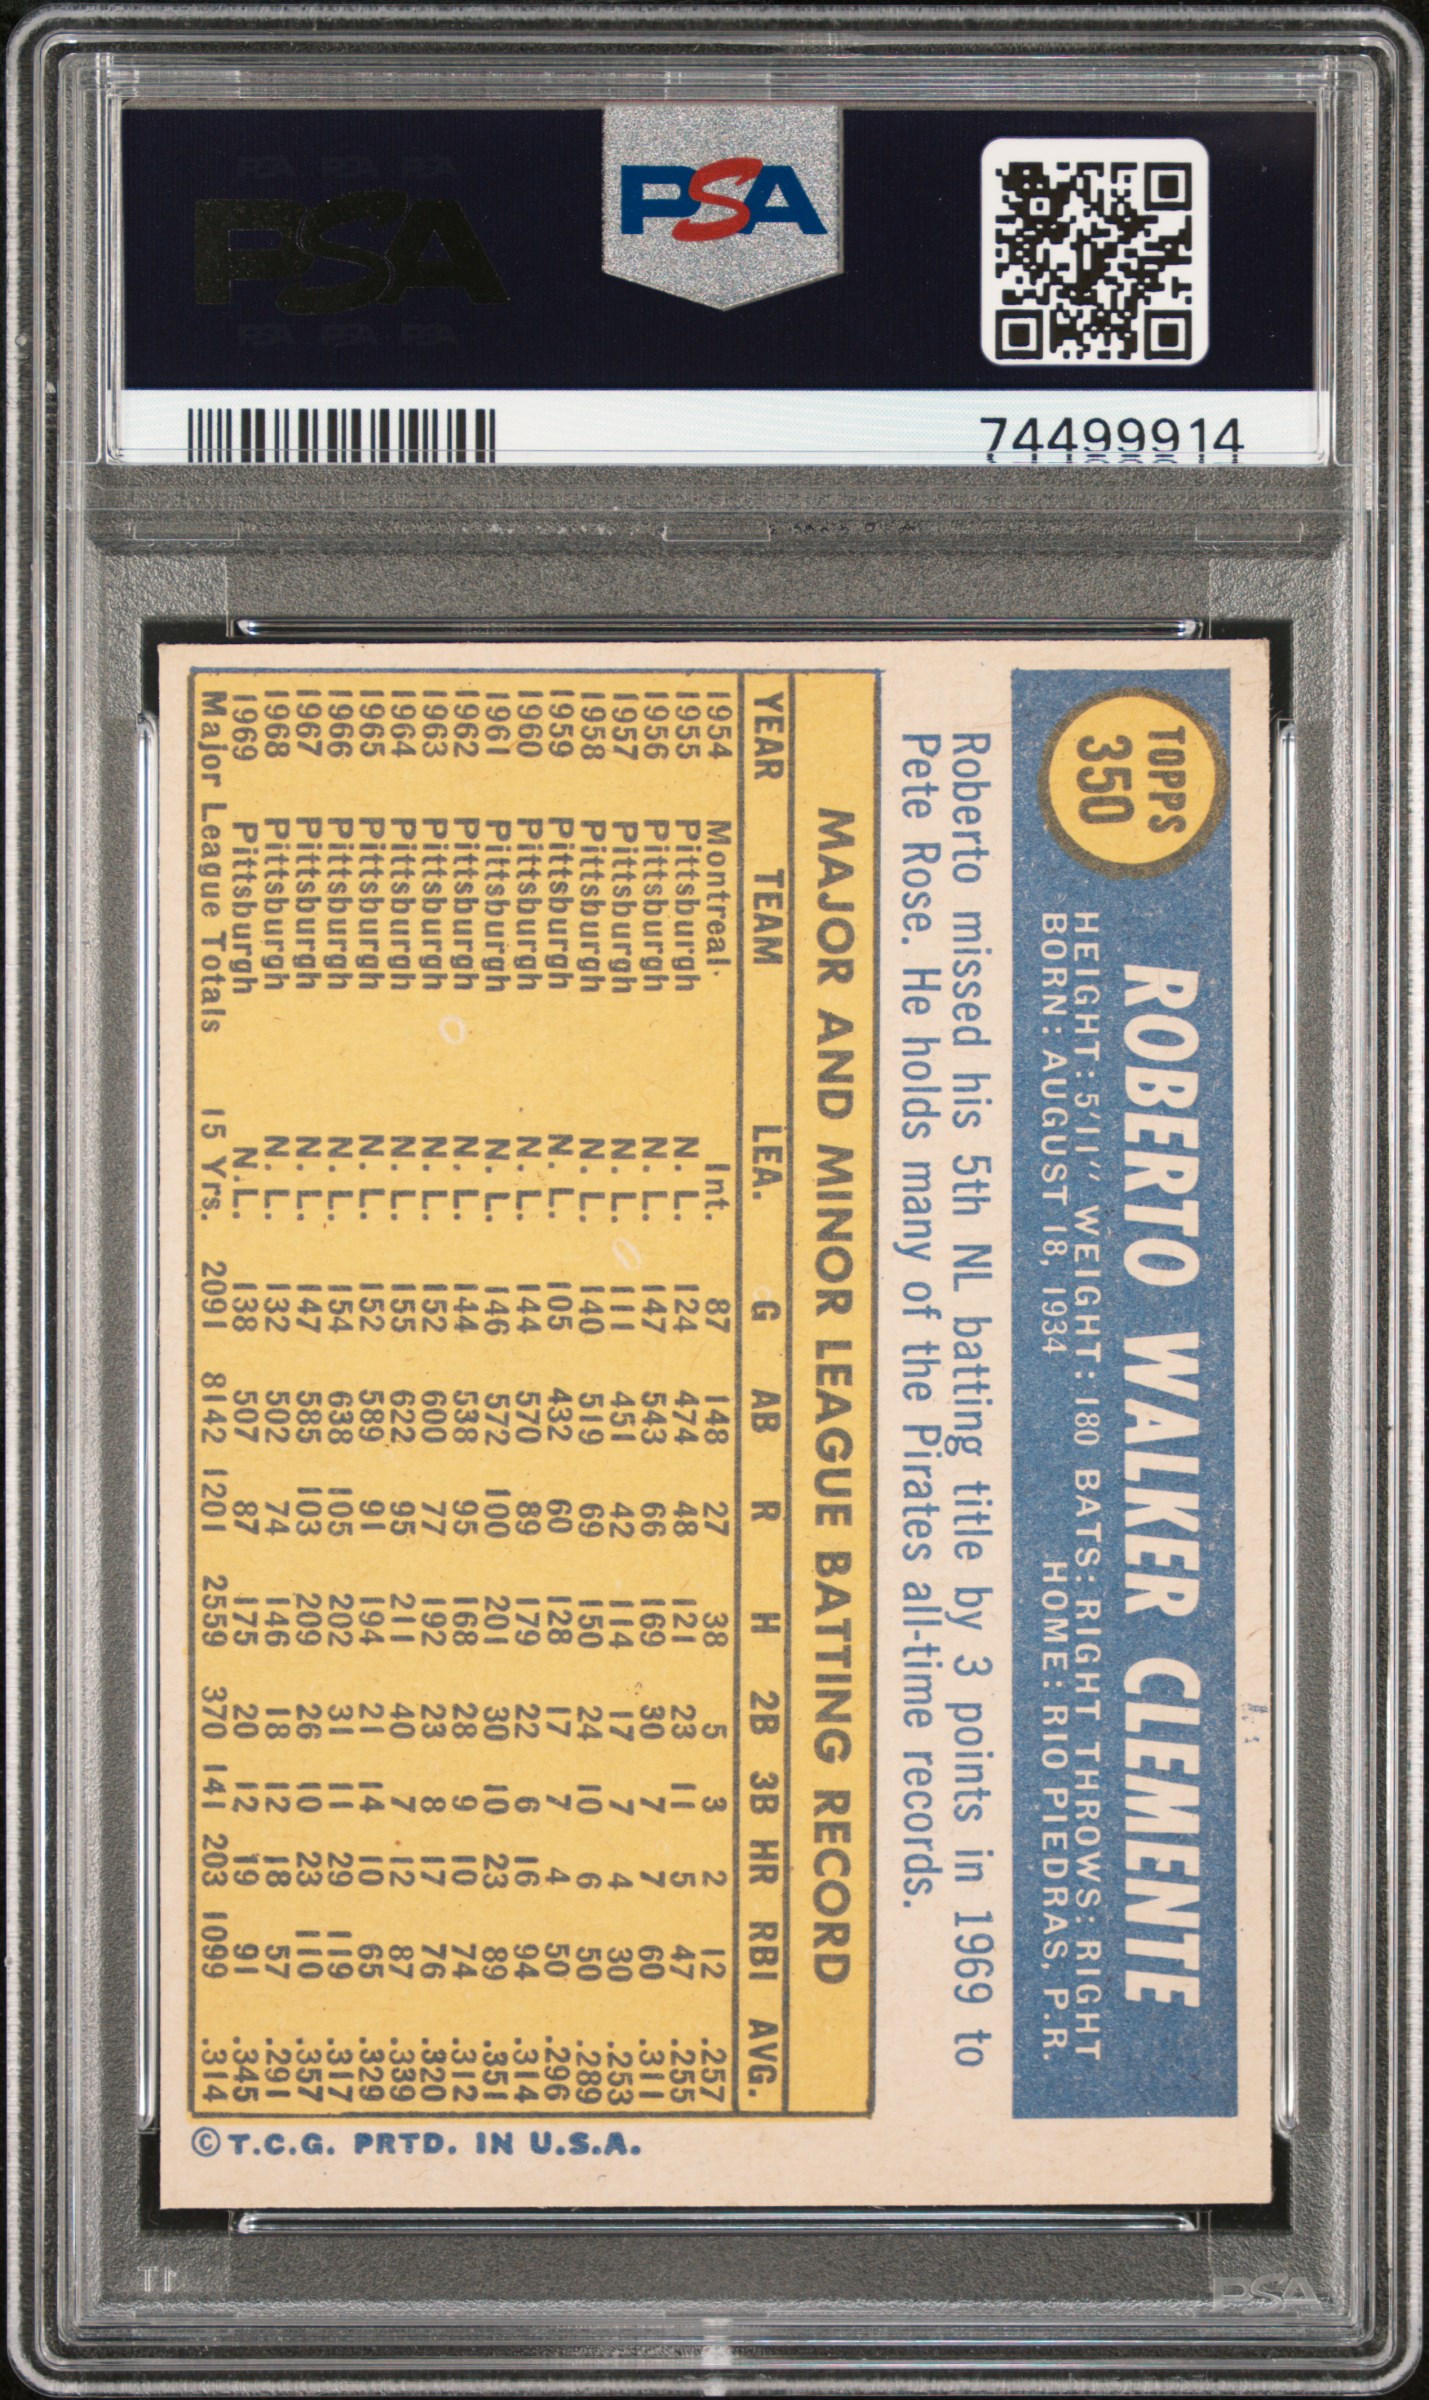 PSA PSA PSA
PSA
PSA PSA PSA
PSA
74499914
TOPPS
350
ROBERTO WALKER CLEMENTE
HEIGHT: 5'11" WEIGHT: 180 BATS: RIGHT THROWS: RIGHT
BORN: AUGUST 18, 1934 HOME: RIO PIEDRAS, P.R.
Roberto missed his 5th NL batting title by 3 points in 1969 to
Pete Rose. He holds many of the Pirates all-time records.
MAJOR AND MINOR LEAGUE BATTING RECORD
YEAR TEAM LEA. G AB R H 2B 3B HR RBI AVG.
1954 Montreal Int. 87 148 27 38 5 3 2 12 .257
1955 Pittsburgh N. L. 124 474 48 121 23 11 5 47 .255
1956 Pittsburgh N. L. 147 543 66 169 30 7 7 60 .311
1957 Pittsburgh N. L. 111 451 42 114 17 7 4 30 .253
1958 Pittsburgh N. L. 140 519 69 150 24 10 6 50 .289
1959 Pittsburgh N. L. 105 432 60 128 17 7 4 50 .296
1960 Pittsburgh N. L. 144 570 89 179 22 6 16 94 .314
1961 Pittsburgh N. L. 146 572 100 201 30 10 23 89 .351
1962 Pittsburgh N. L. 144 538 95 168 28 9 10 74 .312
1963 Pittsburgh N. L. 152 600 77 192 23 8 17 76 .320
1964 Pittsburgh N. L. 155 622 95 211 40 7 12 87 .339
1965 Pittsburgh N. L. 152 589 91 194 21 14 10 65 .329
1966 Pittsburgh N. L. 154 638 105 202 31 11 29 119 .317
1967 Pittsburgh N. L. 147 585 103 209 26 10 23 110 .357
1968 Pittsburgh N. L. 132 502 74 146 18 12 18 57 .291
1969 Pittsburgh N.L. 138 507 87 175 20 12 19 91 .345
Major League Totals 15 Yrs. 2091 8142 1201 2559 370 141 203 1099 .314
©T.C.G. PRTD. IN U.S.A.
PSA